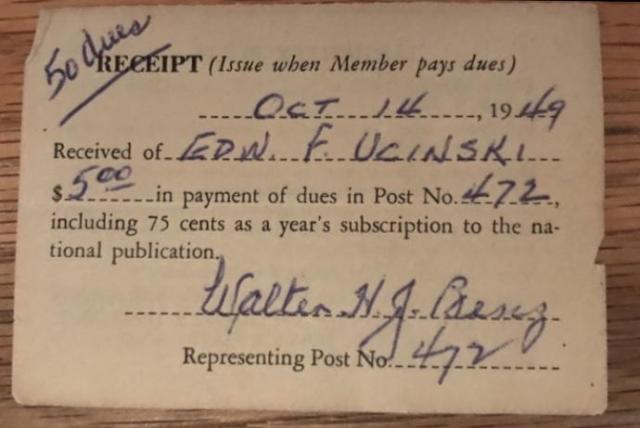 50 dues
RECEIPT (Issue when Member pays dues)
OCT 14, 1949
Received of EDW. F. UCINSKI
$5.00 in payment of dues in Post No. 472,
including 75 cents as a year's subscription to the na-
tional publication.
Walter H. J.
Representing Post No. 472